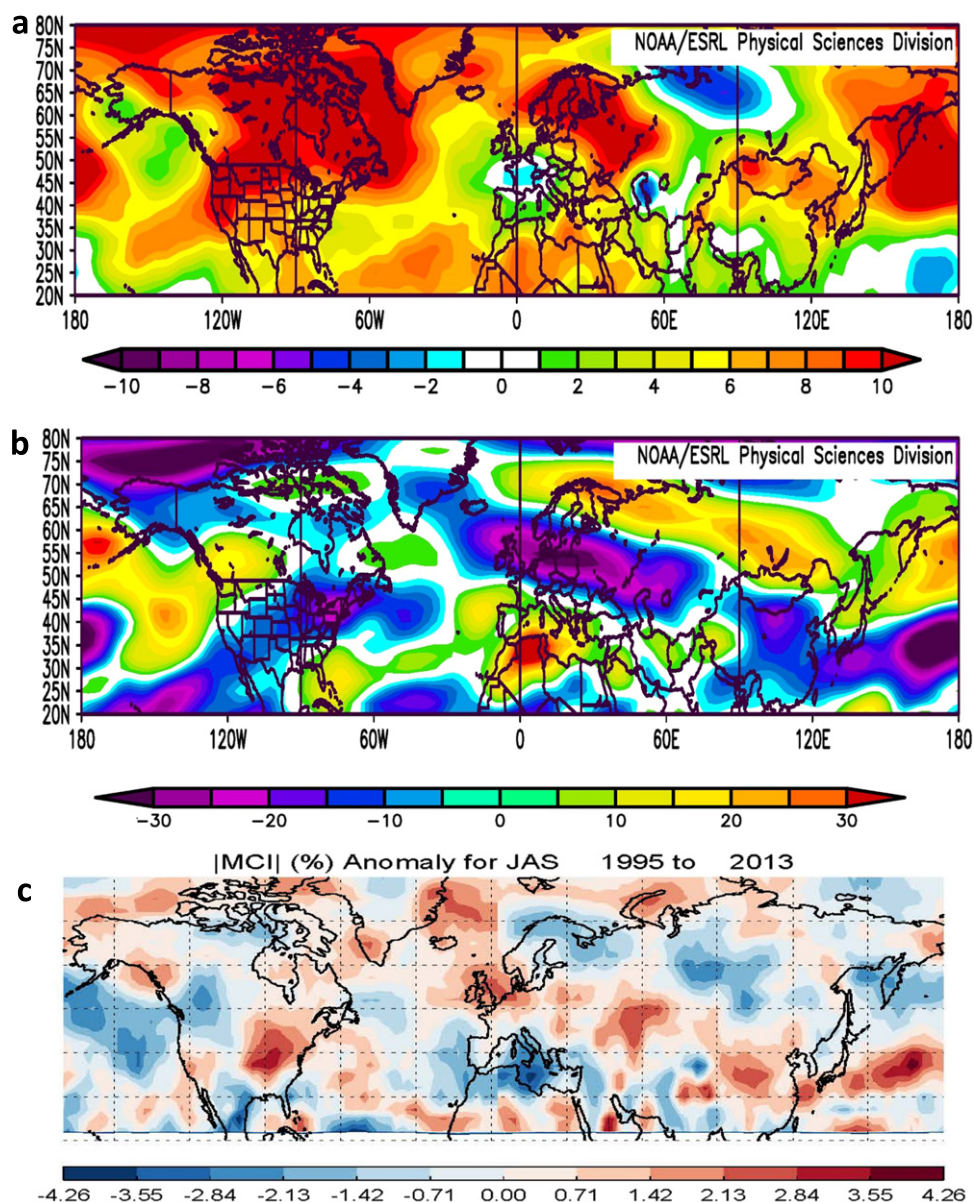 a
80N
NOAA/ESRL Physical Sciences Division
70N
65N
60N
55N
50N
45N
40N
35N
30N
25N
20N
180 120W 60W 0 60E 120E 180
-10 -8 -6 -4 -2 0 2 4 6 8 10
b
80N
NOAA/ESRL Physical Sciences Division
75N
70N
65N
60N
55N
50N
45N
40N
35N
30N
25N
20N
180 120W 60W 0 60E 120E 180
-30 -20 -10 0 10 20 30
|MCI| (%) Anomaly for JAS 1995 to 2013
c
-4.26 -3.55 -2.84 -2.13 -1.42 -0.71 0.00 0.71 1.42 2.13 2.84 3.55 4.26